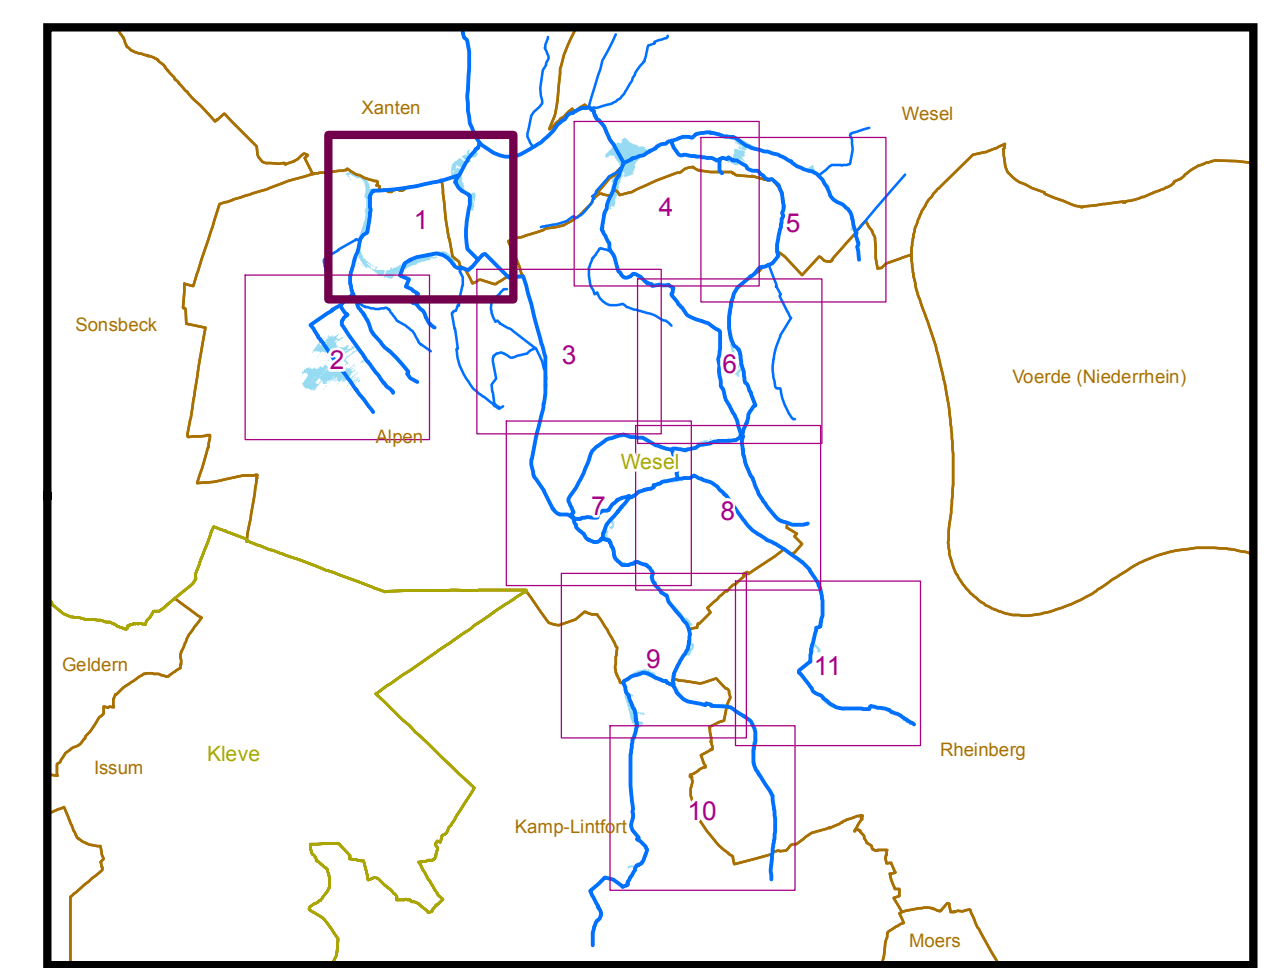 Xanten
Wesel
1
4
5
Sonsbeck
2
3
6
Voerde (Niederrhein)
Alpen
Wesel
7
8
Geldern
9
11
Kleve
Issum
Rheinberg
10
Kamp-Lintfort
Moers